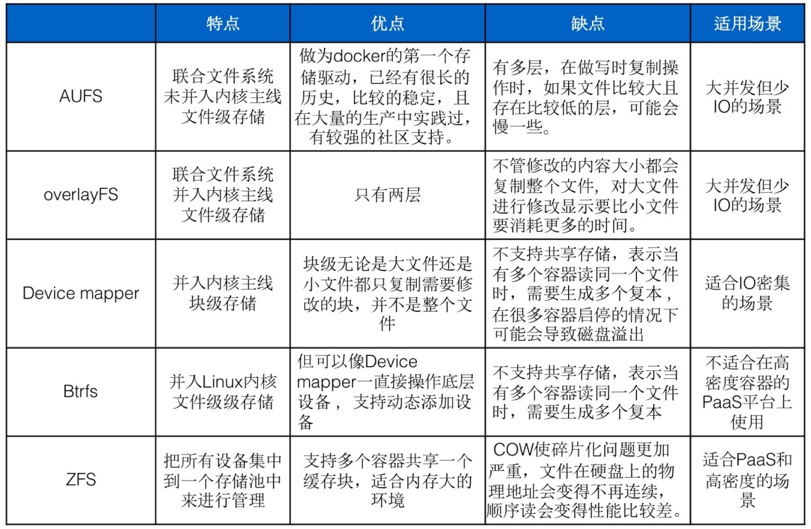 特点
优点
缺点
适用场景
AUFS
联合文件系统
未并入内核主线
文件级存储
做为docker的第一个存
储驱动，已经有很长的
历史，比较的稳定，且
在大量的生产中实践过，
有较强的社区支持。
有多层，在做写时复制操
作时，如果文件比较大且
存在比较低的层，可能会
慢一些。
大并发但少
IO的场景
overlayFS
联合文件系统
并入内核主线
文件级存储
只有两层
不管修改的内容大小都会
复制整个文件，对大文件
进行修改显示要比小文件
要消耗更多的时间。
大并发但少
IO的场景
Device mapper
并入内核主线
块级存储
块级无论是大文件还是
小文件都只复制需要修
改的块，并不是整个文
件
不支持共享存储，表示当
有多个容器读同一个文件
时，需要生成多个复本，
在很多容器启停的情况下
可能会导致磁盘溢出
适合IO密集
的场景
Btrfs
并入Linux内核
文件级级存储
但可以像Device
mapper一直接操作底层
设备，支持动态添加设
备
不支持共享存储，表示当
有多个容器读同一个文件
时，需要生成多个复本
不适合在高
密度容器的
PaaS平台上
使用
ZFS
把所有设备集中
到一个存储池中
来进行管理
支持多个容器共享一个
缓存块，适合内存大的
环境
COW使碎片化问题更加
严重，文件在硬盘上的物
理地址会变得不再连续，
顺序读会变得性能比较差。
适合PaaS和
高密度的场
景